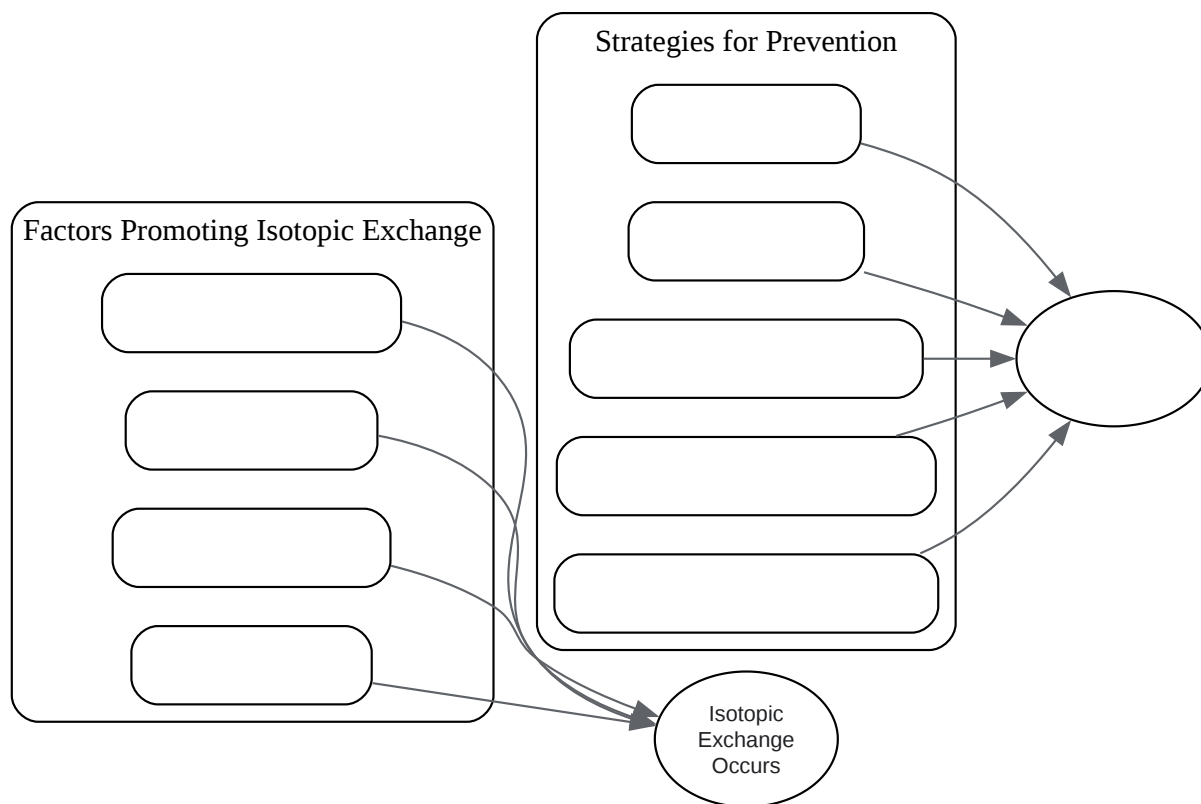 Strategies for Prevention
Factors Promoting Isotopic Exchange
Isotopic
Exchange
Occurs